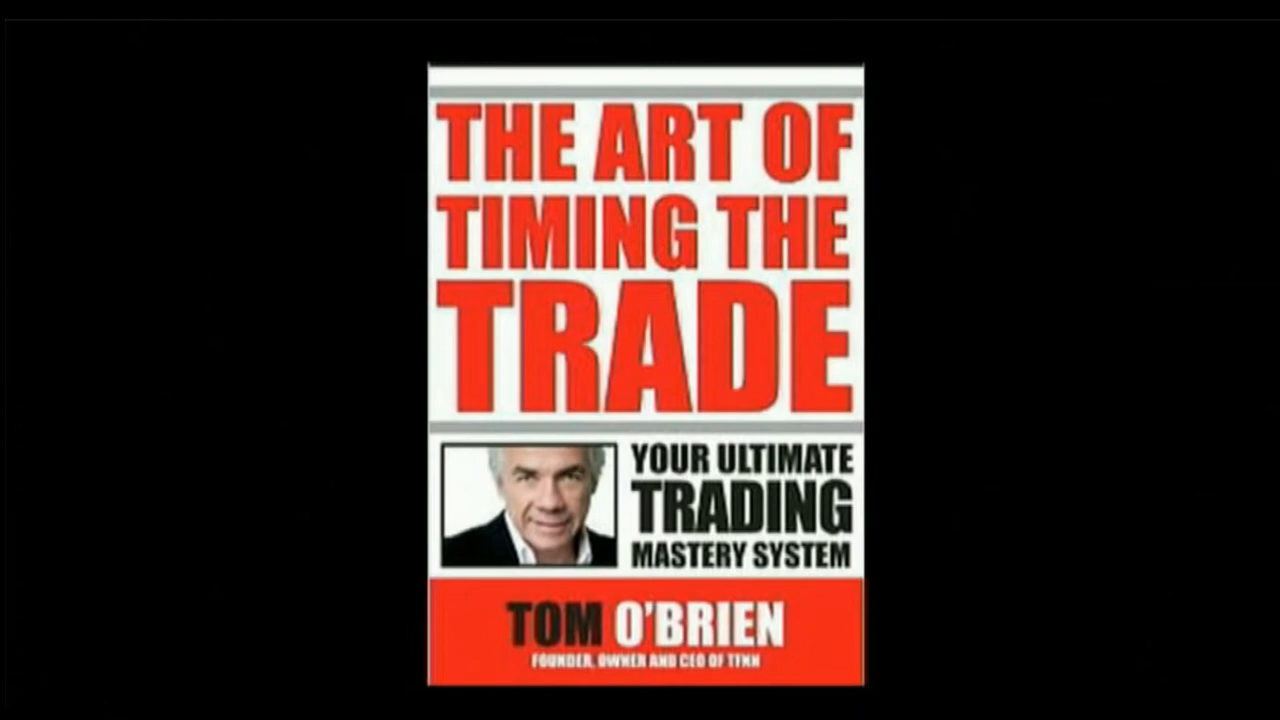 THE ART OF
TIMING THE
TRADE
YOUR ULTIMATE
TRADING
MASTERY SYSTEM
TOM O'BRIEN
FOUNDER, OWNER AND CEO OF TFNN